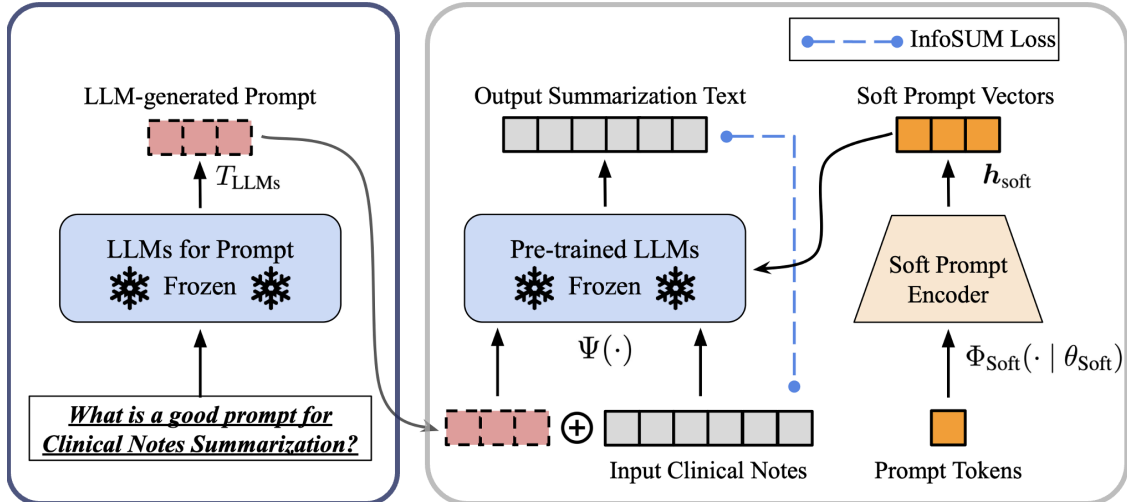 LLM-generated Prompt
T_LLMs
LLMs for Prompt
Frozen
What is a good prompt for
Clinical Notes Summarization?
InfoSUM Loss
Output Summarization Text
Soft Prompt Vectors
h_soft
Pre-trained LLMs
Frozen
Soft Prompt
Encoder
Ψ(·)
Φ_Soft(· | θ_Soft)
Input Clinical Notes
Prompt Tokens